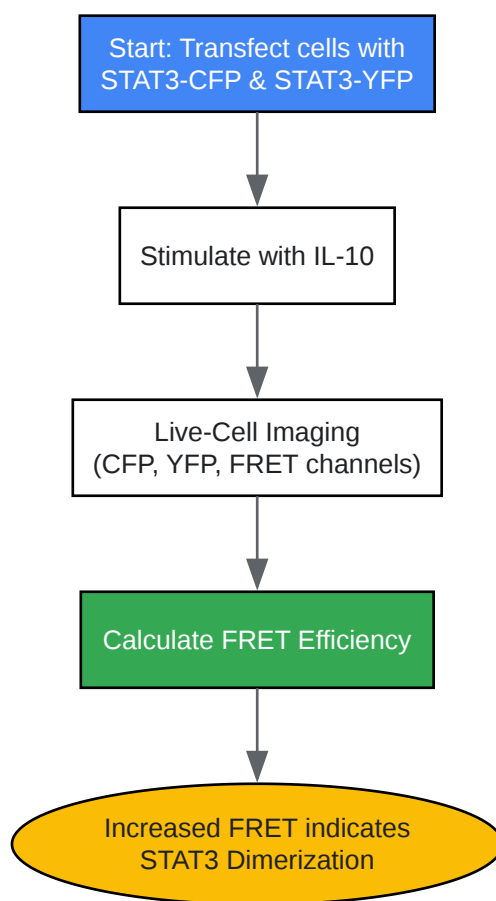 Start: Transfect cells with
STAT3-CFP & STAT3-YFP
Stimulate with IL-10
Live-Cell Imaging
(CFP, YFP, FRET channels)
Calculate FRET Efficiency
Increased FRET indicates
STAT3 Dimerization